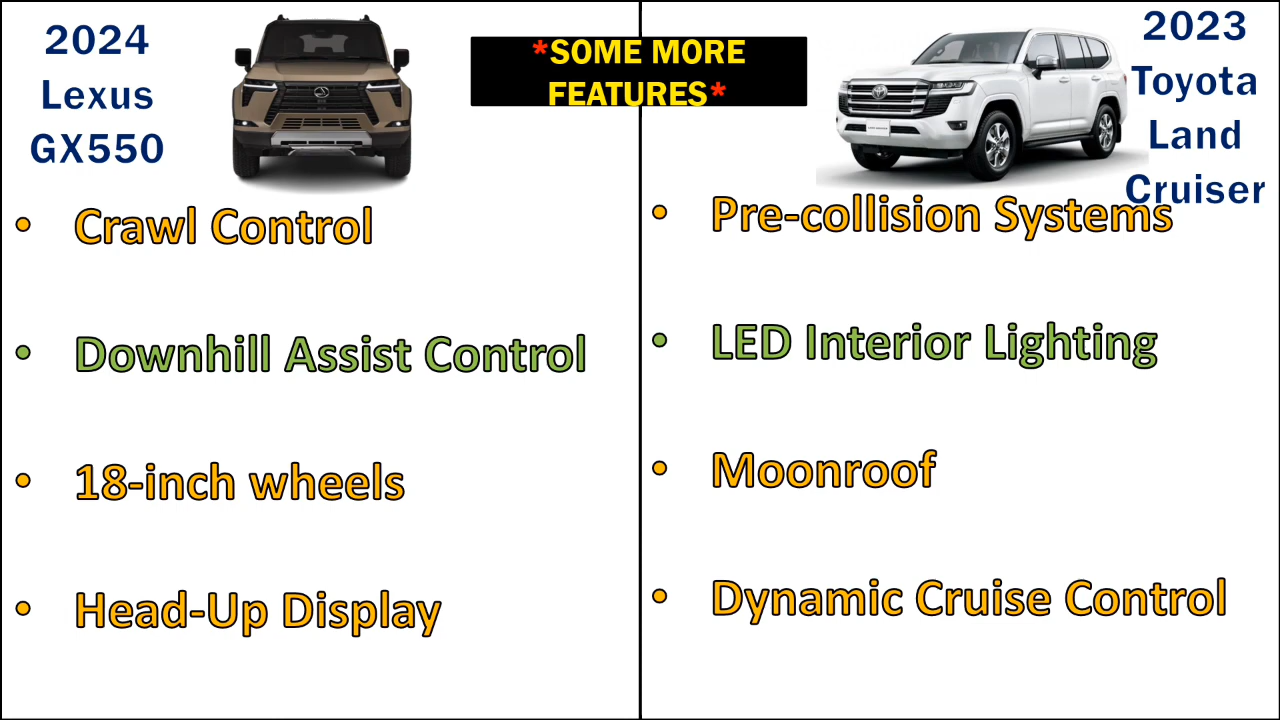 2024
Lexus
GX550
*SOME MORE
FEATURES*
2023
Toyota
Land
Cruiser
• Crawl Control
• Downhill Assist Control
• 18-inch wheels
• Head-Up Display
• Pre-collision Systems
• LED Interior Lighting
• Moonroof
• Dynamic Cruise Control